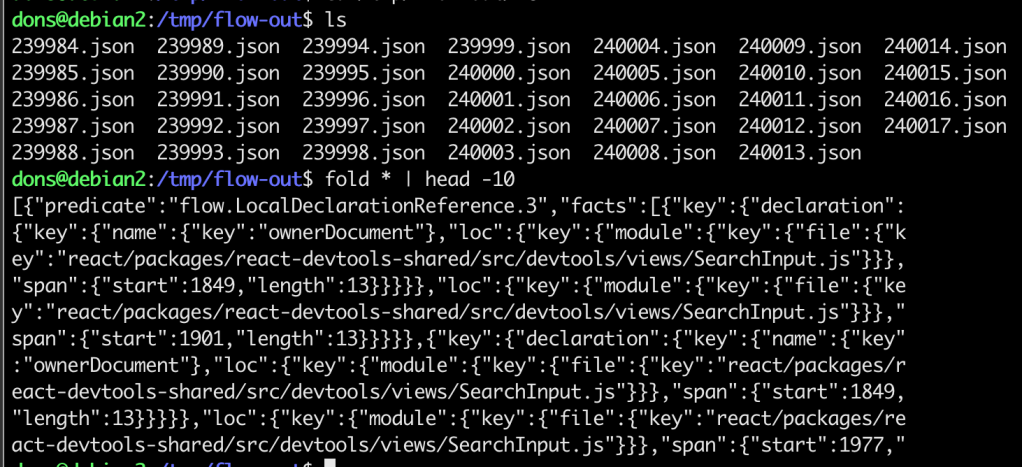 dons@debian2:/tmp/flow-out$ ls
239984.json  239989.json  239994.json  239999.json  240004.json  240009.json  240014.json
239985.json  239990.json  239995.json  240000.json  240005.json  240010.json  240015.json
239986.json  239991.json  239996.json  240001.json  240006.json  240011.json  240016.json
239987.json  239992.json  239997.json  240002.json  240007.json  240012.json  240017.json
239988.json  239993.json  239998.json  240003.json  240008.json  240013.json
dons@debian2:/tmp/flow-out$ fold * | head -10
[{"predicate":"flow.LocalDeclarationReference.3","facts":[{"key":{"declaration":
{"key":{"name":{"key":"ownerDocument"},"loc":{"key":{"module":{"key":{"file":{"k
ey":"react/packages/react-devtools-shared/src/devtools/views/SearchInput.js"}}},
"span":{"start":1849,"length":13}}}}},"loc":{"key":{"module":{"key":{"file":{"ke
y":"react/packages/react-devtools-shared/src/devtools/views/SearchInput.js"}}},"
span":{"start":1901,"length":13}}}}},{"key":{"declaration":{"key":{"name":{"key"
:"ownerDocument"},"loc":{"key":{"module":{"key":{"file":{"key":"react/packages/r
eact-devtools-shared/src/devtools/views/SearchInput.js"}}},"span":{"start":1849,
"length":13}}}}},"loc":{"key":{"module":{"key":{"file":{"key":"react/packages/re
act-devtools-shared/src/devtools/views/SearchInput.js"}}},"span":{"start":1977,"